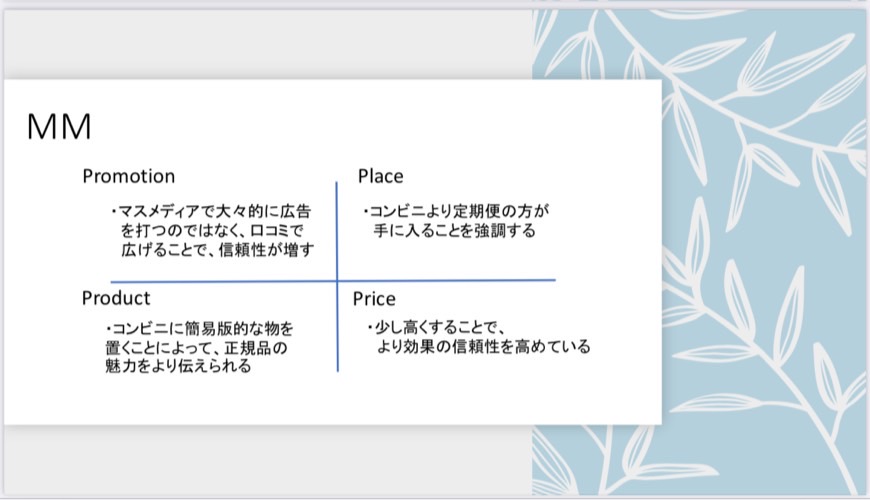 MM
Promotion
・マスメディアで大々的に広告
を打つのではなく、口コミで
広げることで、信頼性が増す
Place
・コンビニより定期便の方が
手に入ることを強調する
Product
・コンビニに簡易版的な物を
置くことによって、正規品の
魅力をより伝えられる
Price
・少し高くすることで、
より効果の信頼性を高めている